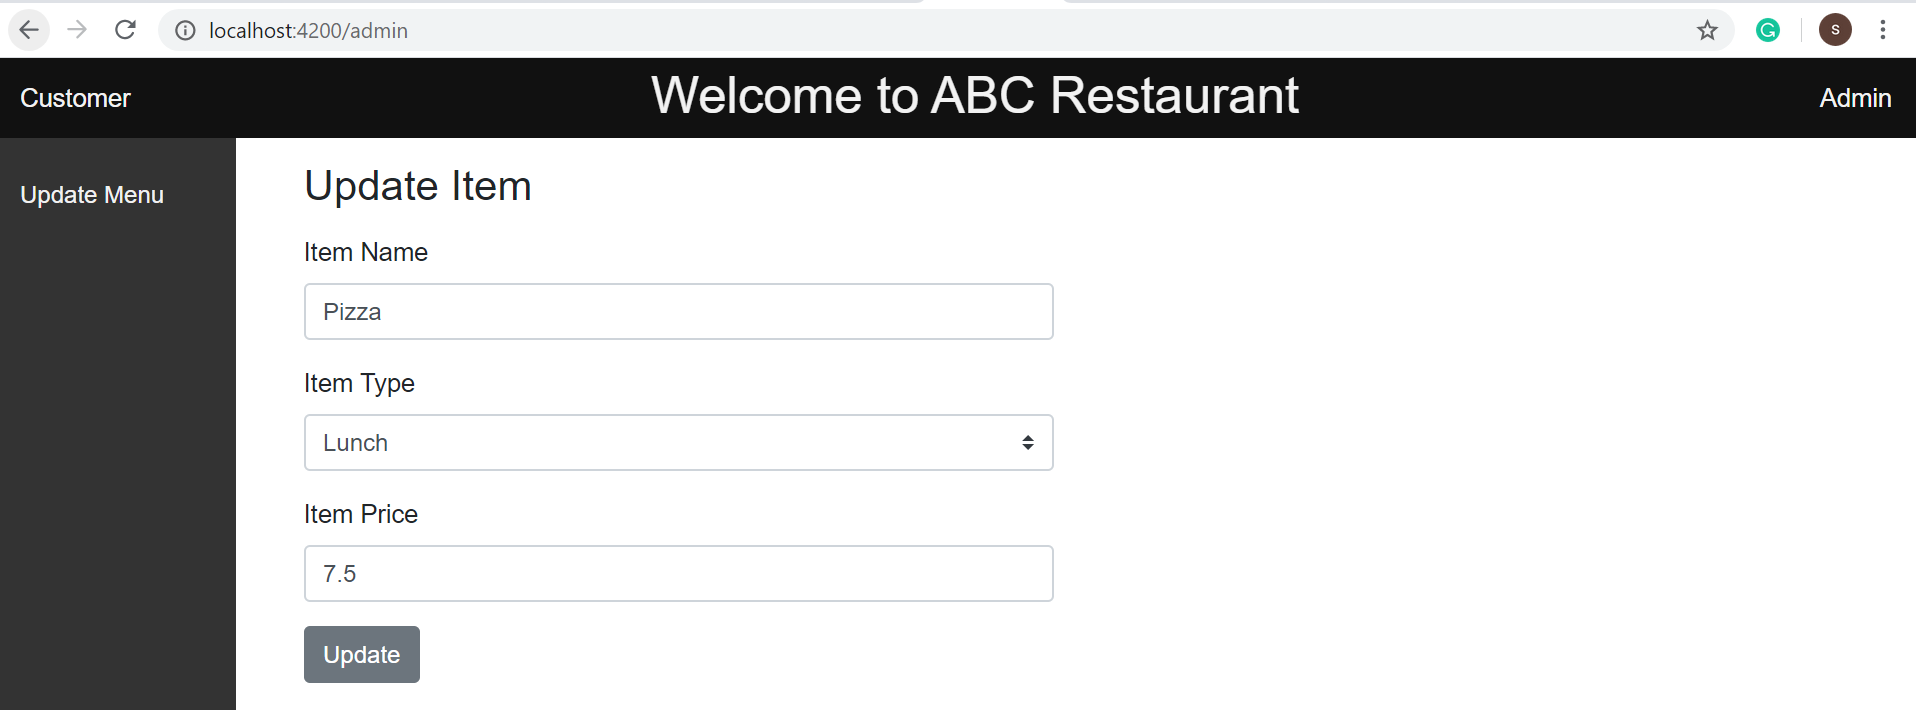 localhost:4200/admin
S
Customer
Welcome to ABC Restaurant
Admin
Update Menu
Update Item
Item Name
Pizza
Item Type
Lunch
Item Price
7.5
Update